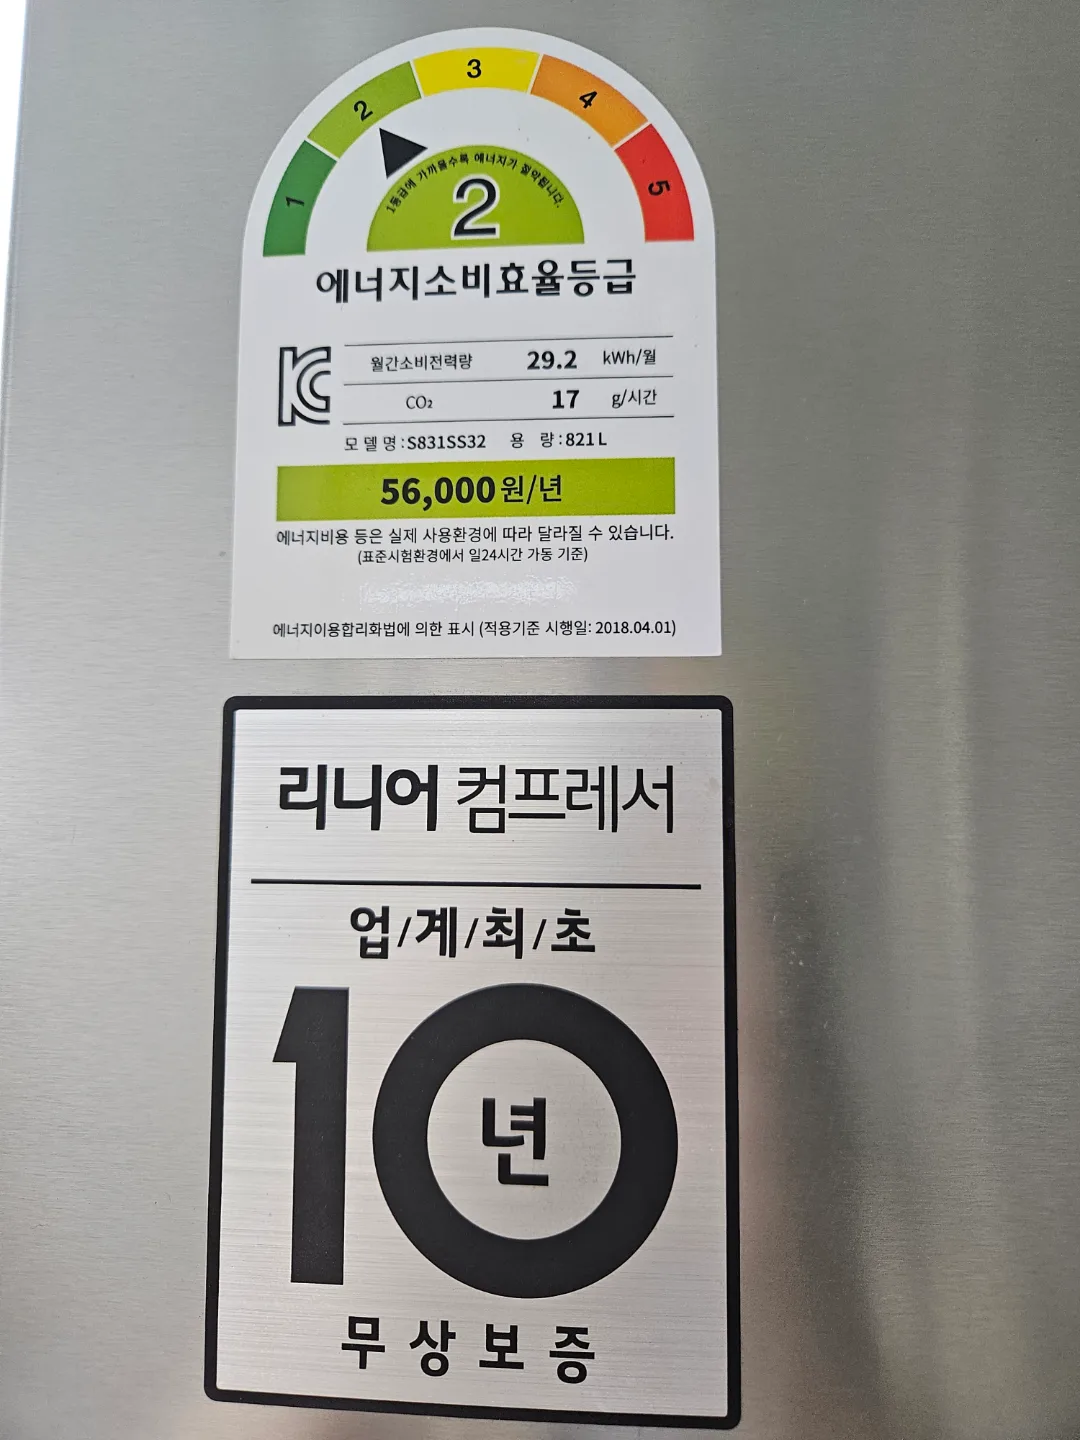 1 2 3 4 5
1등급에 가까울수록 에너지가 절약됩니다.
2
에너지소비효율등급
월간소비전력량 29.2 kWh/월
CO₂ 17 g/시간
모델명:S831SS32 용 량:821L
56,000원/년
에너지비용 등은 실제 사용환경에 따라 달라질 수 있습니다.
(표준시험환경에서 일24시간 가동 기준)
에너지이용합리화법에 의한 표시 (적용기준 시행일: 2018.04.01)
리니어 컴프레서
업/계/최/초
10년
무상보증